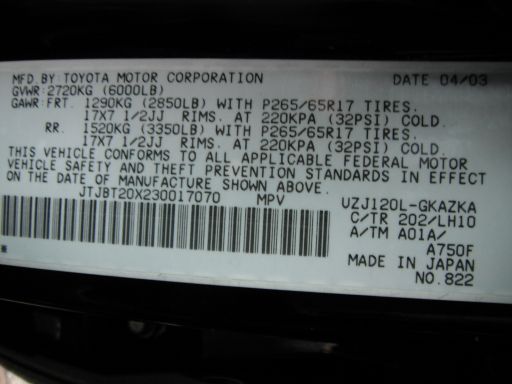 MFD.BY:TOYOTA MOTOR CORPORATION DATE 04/03
GVWR:2720KG (6000LB)
GAWR:FRT. 1290KG (2850LB) WITH P265/65R17 TIRES.
17X7 1/2JJ RIMS. AT 220KPA (32PSI) COLD.
RR. 1520KG (3350LB) WITH P265/65R17 TIRES.
17X7 1/2JJ RIMS. AT 220KPA (32PSI) COLD.
THIS VEHICLE CONFORMS TO ALL APPLICABLE FEDERAL MOTOR
VEHICLE SAFETY AND THEFT PREVENTION STANDARDS IN EFFECT
ON THE DATE OF MANUFACTURE SHOWN ABOVE.
JTJBT20X230017070 MPV UZJ120L-GKAZKA
C/TR 202/LH10
A/TM A01A/
A750F
MADE IN JAPAN
NO.822